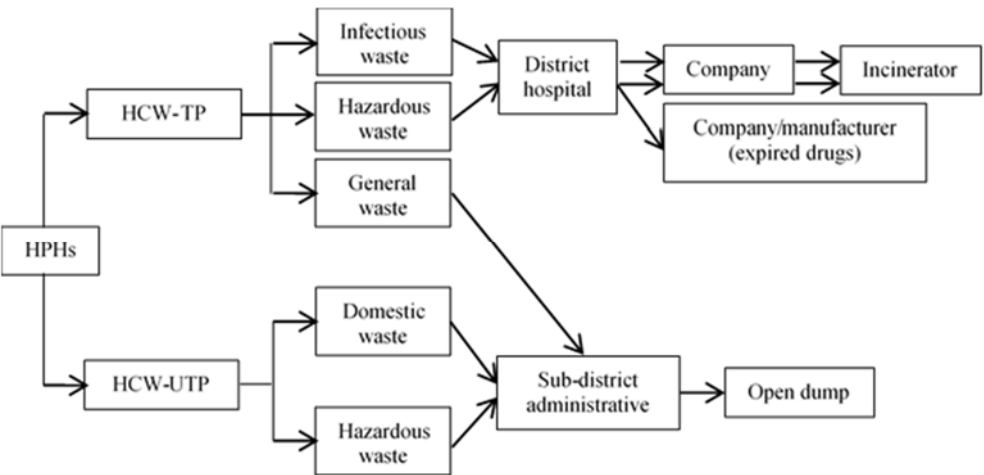 Infectious
waste
District
hospital
Company
Incinerator
HCW-TP
Hazardous
waste
Company/manufacturer
(expired drugs)
General
waste
HPHs
Domestic
waste
HCW-UTP
Sub-district
administrative
Open dump
Hazardous
waste